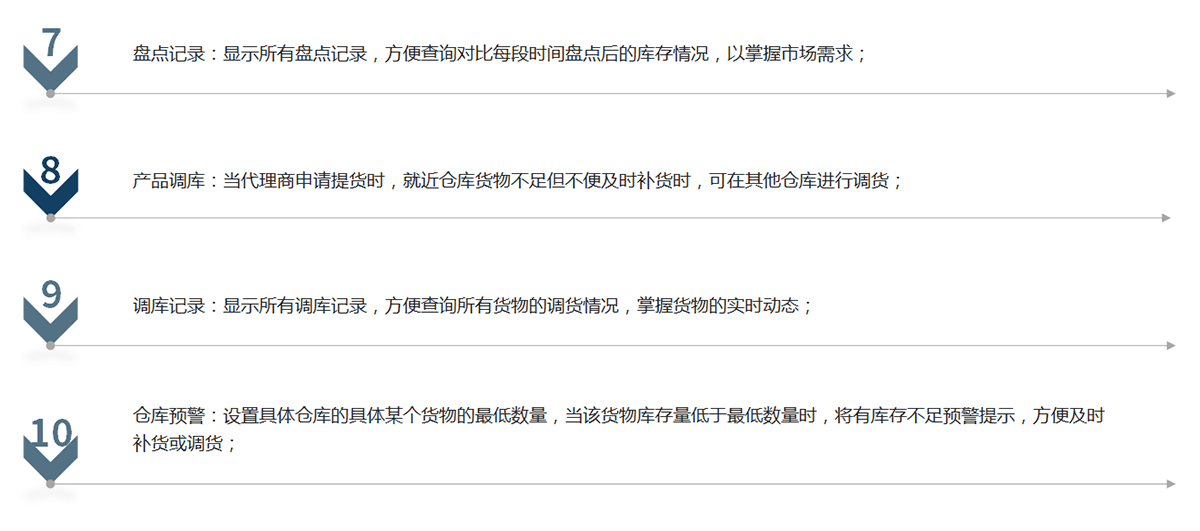 7
盘点记录：显示所有盘点记录，方便查询对比每段时间盘点后的库存情况，以掌握市场需求；
8
产品调库：当代理商申请提货时，就近仓库货物不足但不便及时补货时，可在其他仓库进行调货；
9
调库记录：显示所有调库记录，方便查询所有货物的调货情况，掌握货物的实时动态；
10
仓库预警：设置具体仓库的具体某个货物的最低数量，当该货物库存量低于最低数量时，将有库存不足预警提示，方便及时
补货或调货；